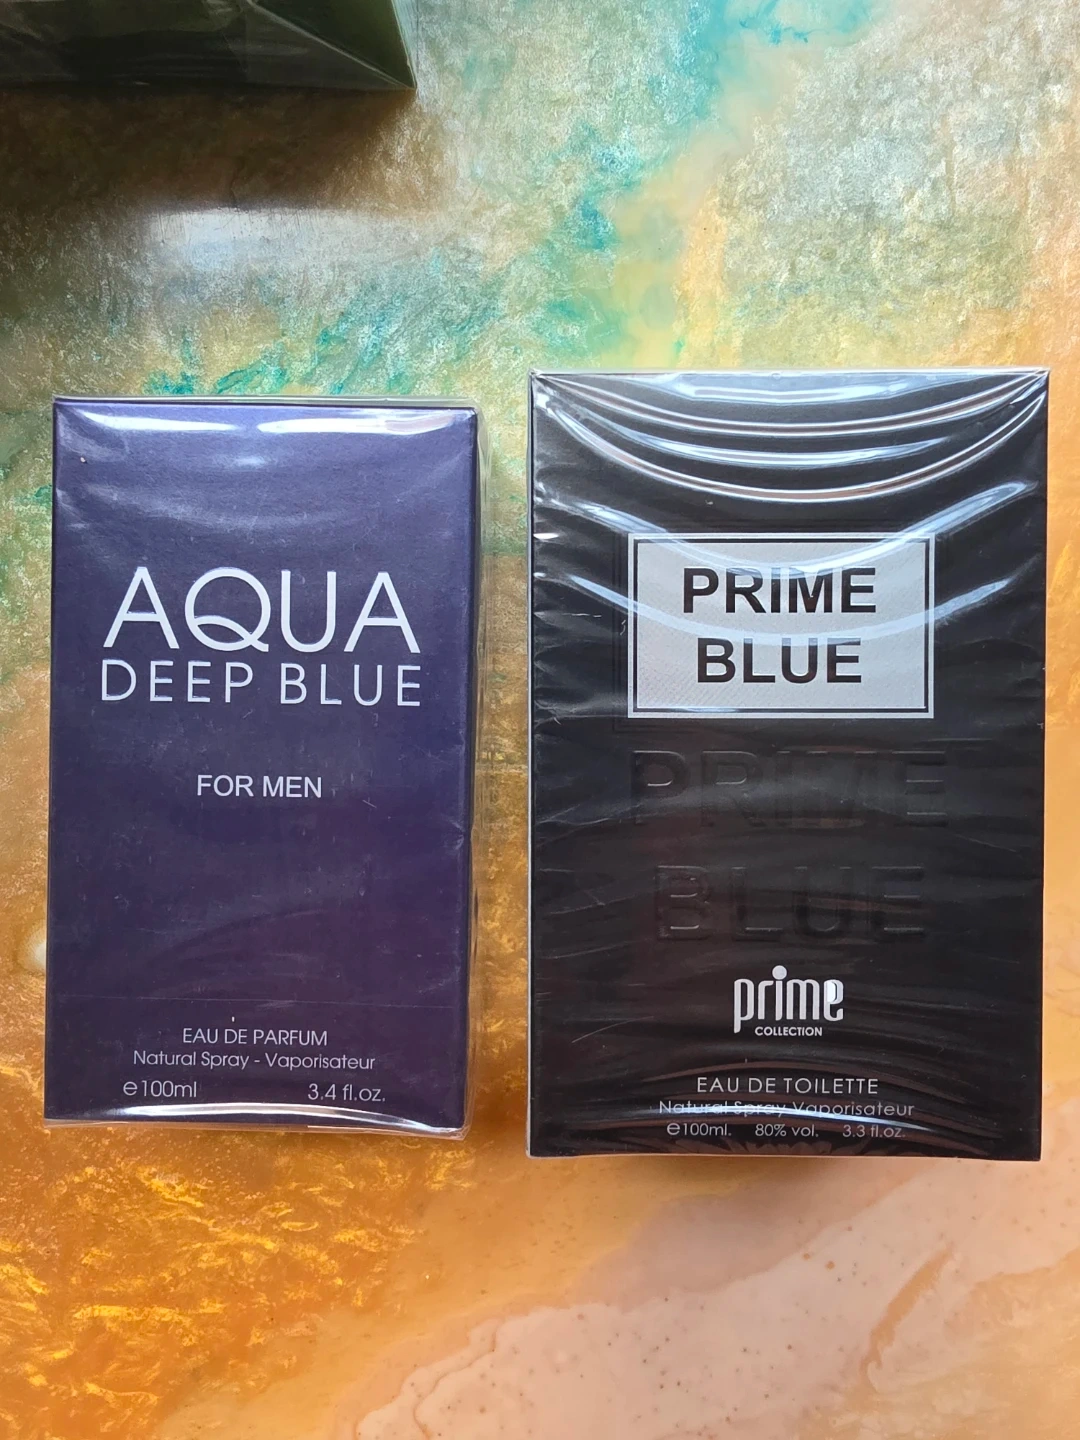 AQUA
DEEP BLUE
FOR MEN
EAU DE PARFUM
Natural Spray - Vaporisateur
e100ml 3.4 fl.oz.
PRIME
BLUE
PRIME
BLUE
prime
COLLECTION
EAU DE TOILETTE
Natural Spray Vaporisateur
e100ml. 80% vol. 3.3 fl.oz.